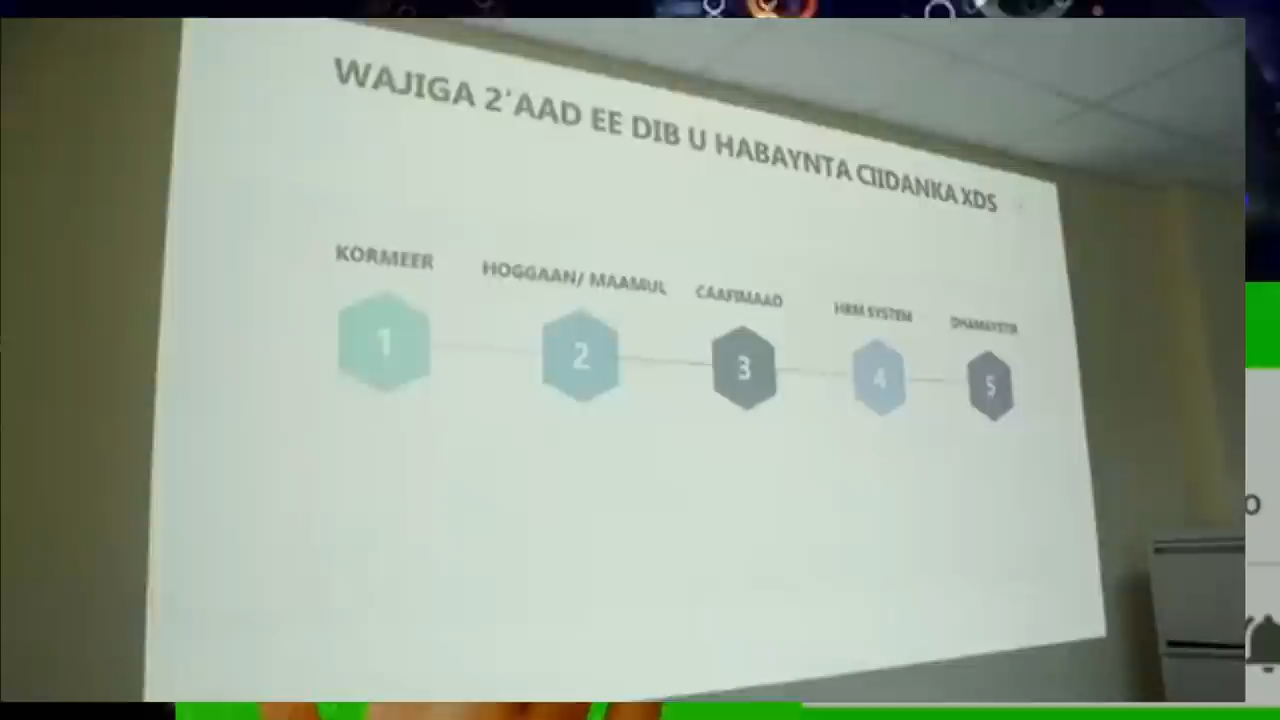 WAJIGA 2'AAD EE DIB U HABAYNTA CIIDANKA XDS
KORMEER
HOGGAAN/ MAAMUL
CAAFIMAAD
HRM SYSTEM
1
2
3
4
5